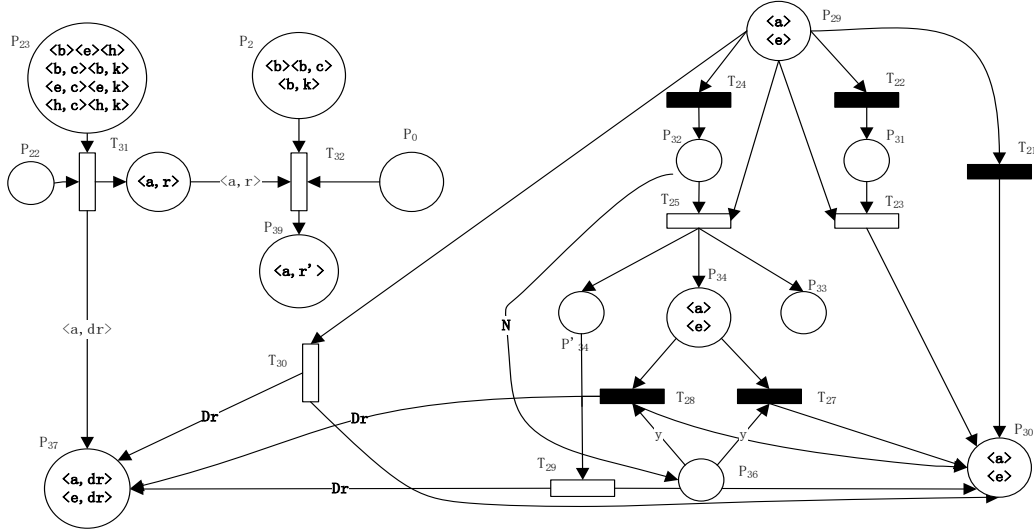 P23
<b><e><h>
<b,c><b,k>
<e,c><e,k>
<h,c><h,k>
P2
<b><b,c>
<b,k>
<a>
<e>
P29
T24
T22
P22
T31
T32
P0
P32
P31
T21
<a,r>
<a,r>
T25
T23
P39
<a,r'>
P34
P33
<a>
<e>
<a,dr>
N
P'34
T30
T28
T27
Dr
Dr
y
y
P30
P37
<a,dr>
<e,dr>
T29
P36
<a>
<e>
Dr